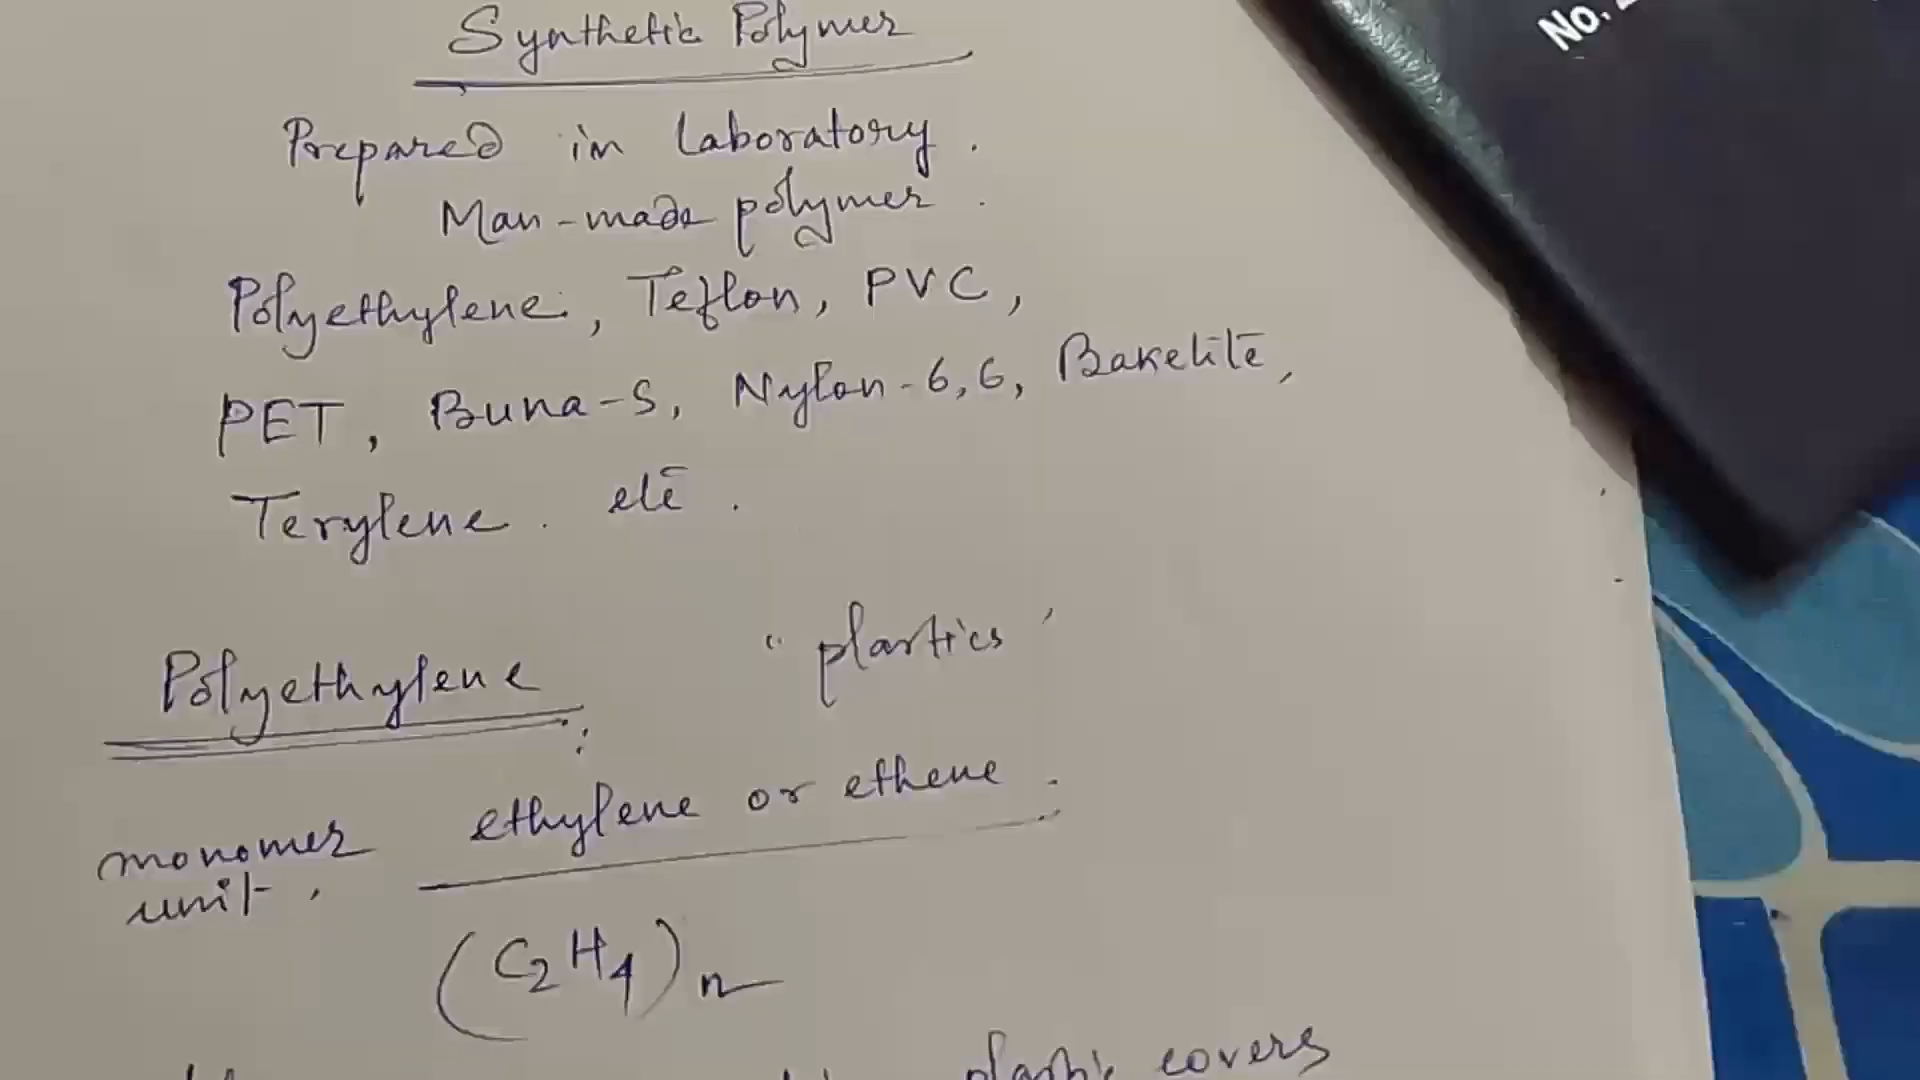 Synthetic Polymer
Prepared in Laboratory.
Man-made polymer.
Polyethylene, Teflon, PVC,
PET, Buna-S, Nylon-6,6, Bakelite,
Terylene. etc.
Polyethylene: "plastics"
monomer unit. ethylene or ethene.
(C2H4)n
plastic covers
No.